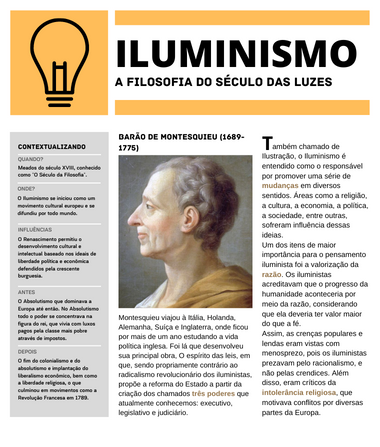 ILUMINISMO
A FILOSOFIA DO SÉCULO DAS LUZES
CONTEXTUALIZANDO
QUANDO?
Meados do século XVIII, conhecido
como "O Século da Filosofia".
ONDE?
O Iluminismo se iniciou como um
movimento cultural europeu e se
difundiu por todo mundo.
INFLUÊNCIAS
O Renascimento permitiu o
desenvolvimento cultural e
intelectual baseado nos ideais de
liberdade política e econômica
defendidos pela crescente
burguesia.
ANTES
O Absolutismo que dominava a
Europa até então. No Absolutismo
todo o poder se concentrava na
figura do rei, que vivia com luxos
pagos pela classe mais pobre
através de impostos.
DEPOIS
O fim do colonialismo e do
absolutismo e implantação do
liberalismo econômico, bem como
a liberdade religiosa, o que
culminou em movimentos como a
Revolução Francesa em 1789.
BARÃO DE MONTESQUIEU (1689-
1775)
Montesquieu viajou à Itália, Holanda,
Alemanha, Suíça e Inglaterra, onde ficou
por mais de um ano estudando a vida
política inglesa. Foi lá que desenvolveu
sua principal obra, O espírito das leis, em
que, sendo propriamente contrário ao
radicalismo revolucionário dos iluministas,
propõe a reforma do Estado a partir da
criação dos chamados três poderes que
atualmente conhecemos: executivo,
legislativo e judiciário.
Também chamado de
Ilustração, o Iluminismo é
entendido como o responsável
por promover uma série de
mudanças em diversos
sentidos. Áreas como a religião,
a cultura, a economia, a política,
a sociedade, entre outras,
sofreram influência dessas
ideias.
Um dos itens de maior
importância para o pensamento
iluminista foi a valorização da
razão. Os iluministas
acreditavam que o progresso da
humanidade aconteceria por
meio da razão, considerando
que ela deveria ter valor maior
do que a fé.
Assim, as crenças populares e
lendas eram vistas com
menosprezo, pois os iluministas
prezavam pelo racionalismo, e
não pelas crendices. Além
disso, eram críticos da
intolerância religiosa, que
motivava conflitos por diversas
partes da Europa.